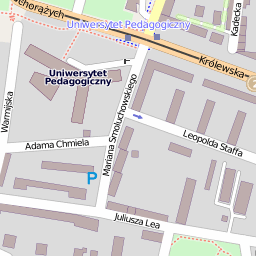 chorążych
Uniwersytet Pedagogiczny
Kadecka
Królewska
Uniwersytet
Pedagogiczny
Warmijska
Mariana Smoluchowskiego
Leopolda Staffa
Adama Chmiela
P
Juliusza Lea